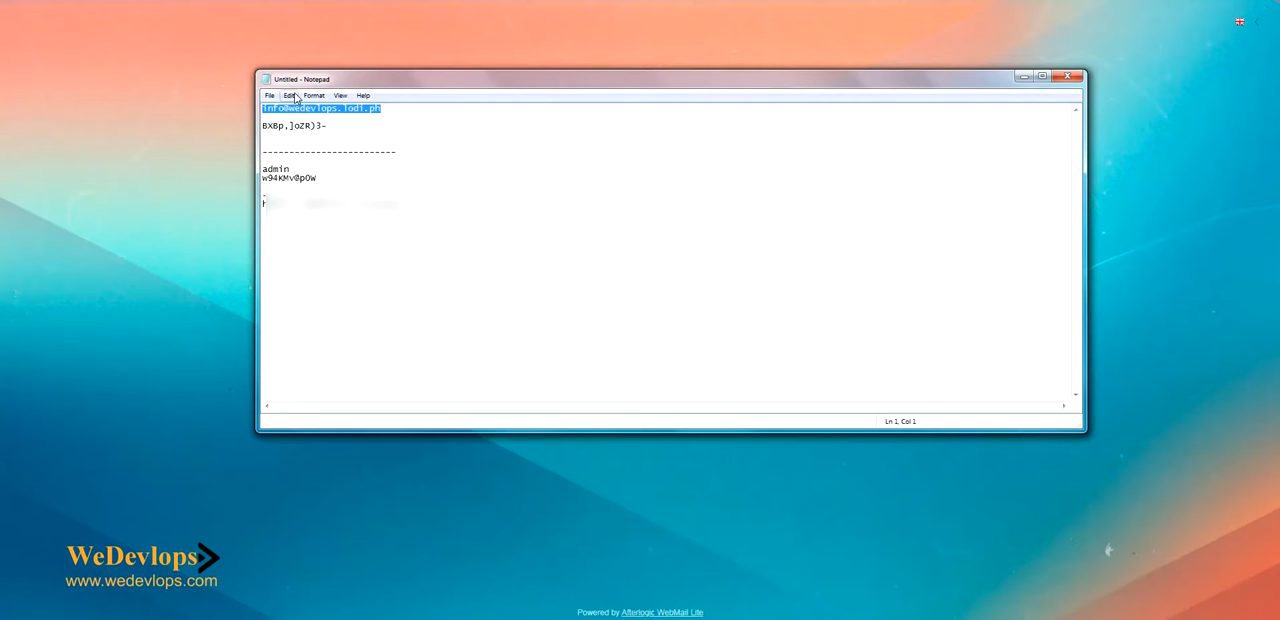 Untitled - Notepad
File Edit Format View Help
info@wedevlops.lodi.ph
BXBp,]oZR)3-
-------------------------
admin
w94KMv@pOW
-
h
Ln 1, Col 1
WeDevlops
www.wedevlops.com
Powered by Afterlogic WebMail Lite